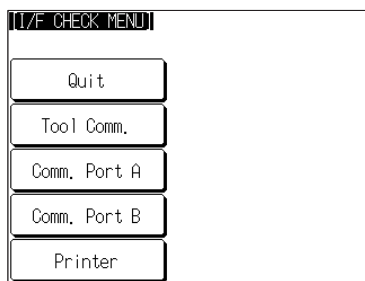 [I/F CHECK MENU]
Quit
Tool Comm.
Comm. Port A
Comm. Port B
Printer